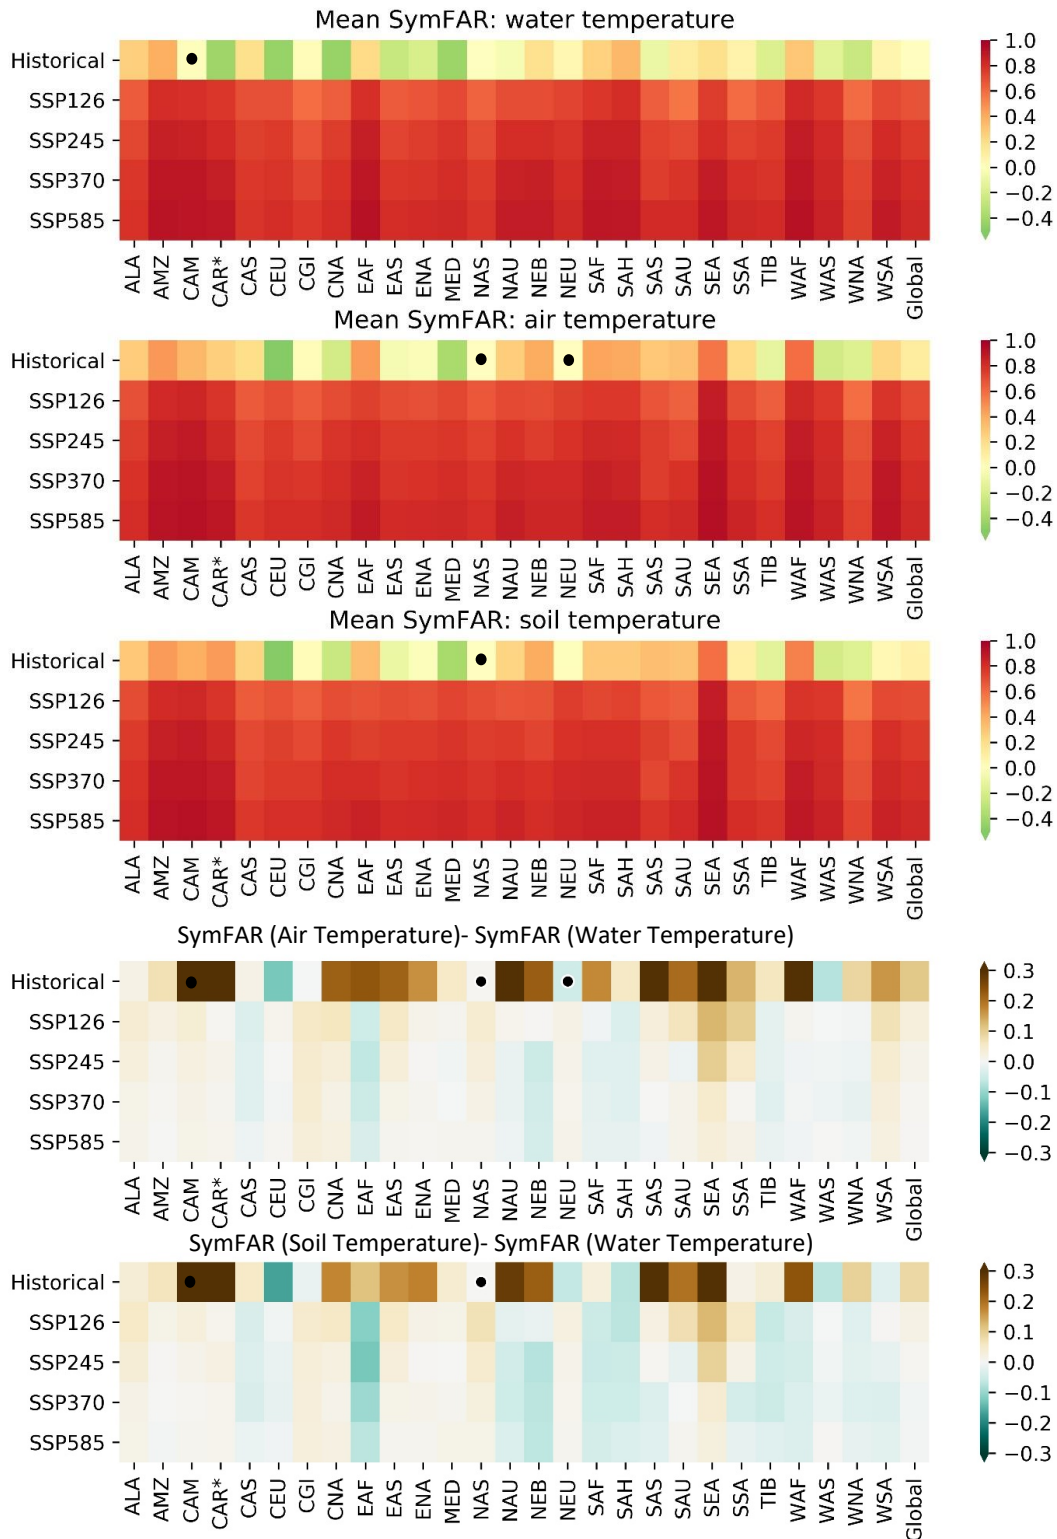 Mean SymFAR: water temperature
Historical
SSP126
SSP245
SSP370
SSP585
1.0
0.8
0.6
0.4
0.2
0.0
−0.2
−0.4
ALA AMZ CAM CAR* CAS CEU CGI CNA EAF EAS ENA MED NAS NAU NEB NEU SAF SAH SAS SAU SEA SSA TIB WAF WAS WNA WSA Global
Mean SymFAR: air temperature
Historical
SSP126
SSP245
SSP370
SSP585
1.0
0.8
0.6
0.4
0.2
0.0
−0.2
−0.4
ALA AMZ CAM CAR* CAS CEU CGI CNA EAF EAS ENA MED NAS NAU NEB NEU SAF SAH SAS SAU SEA SSA TIB WAF WAS WNA WSA Global
Mean SymFAR: soil temperature
Historical
SSP126
SSP245
SSP370
SSP585
1.0
0.8
0.6
0.4
0.2
0.0
−0.2
−0.4
ALA AMZ CAM CAR* CAS CEU CGI CNA EAF EAS ENA MED NAS NAU NEB NEU SAF SAH SAS SAU SEA SSA TIB WAF WAS WNA WSA Global
SymFAR (Air Temperature)- SymFAR (Water Temperature)
Historical
SSP126
SSP245
SSP370
SSP585
0.3
0.2
0.1
0.0
−0.1
−0.2
−0.3
ALA AMZ CAM CAR* CAS CEU CGI CNA EAF EAS ENA MED NAS NAU NEB NEU SAF SAH SAS SAU SEA SSA TIB WAF WAS WNA WSA Global
SymFAR (Soil Temperature)- SymFAR (Water Temperature)
Historical
SSP126
SSP245
SSP370
SSP585
0.3
0.2
0.1
0.0
−0.1
−0.2
−0.3
ALA AMZ CAM CAR* CAS CEU CGI CNA EAF EAS ENA MED NAS NAU NEB NEU SAF SAH SAS SAU SEA SSA TIB WAF WAS WNA WSA Global